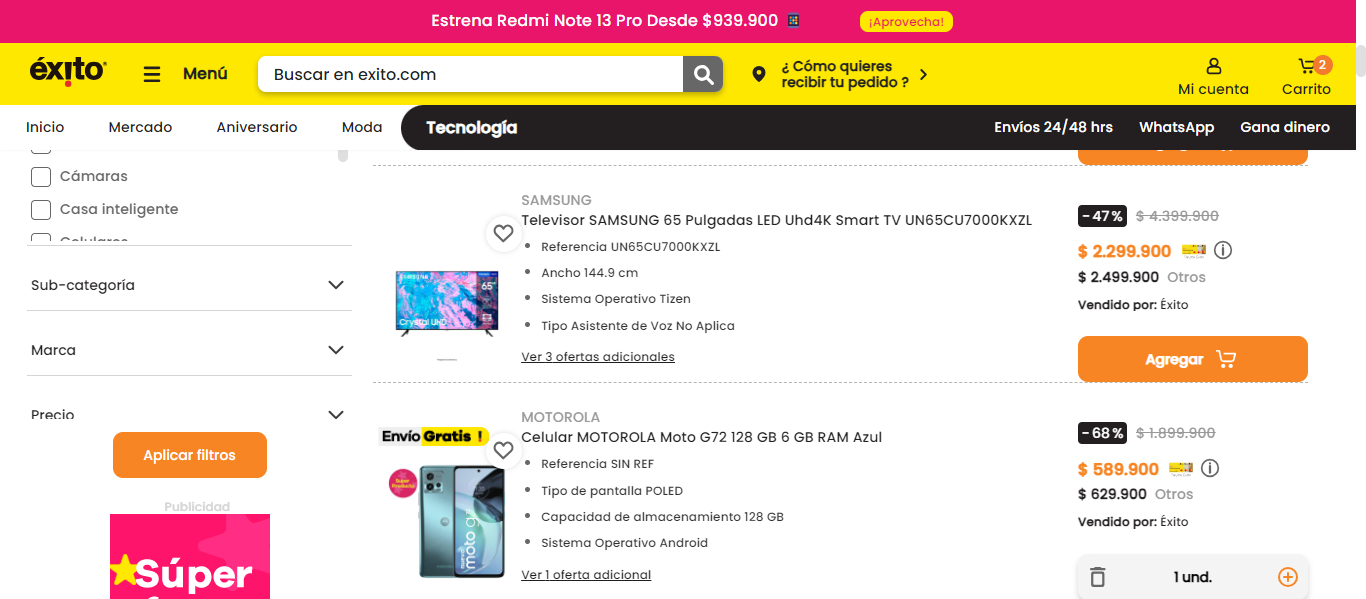 Estrena Redmi Note 13 Pro Desde $939.900
¡Aprovecha!
éxito
Menú
Buscar en exito.com
¿ Cómo quieres
recibir tu pedido ?
Mi cuenta
2
Carrito
Inicio
Mercado
Aniversario
Moda
Tecnología
Envíos 24/48 hrs
WhatsApp
Gana dinero
Cámaras
Casa inteligente
Celulares
Sub-categoría
Marca
Precio
Aplicar filtros
Publicidad
Súper
SAMSUNG
Televisor SAMSUNG 65 Pulgadas LED Uhd4K Smart TV UN65CU7000KXZL
Referencia UN65CU7000KXZL
Ancho 144.9 cm
Sistema Operativo Tizen
Tipo Asistente de Voz No Aplica
Ver 3 ofertas adicionales
65"
Crystal UHD
-47%
$ 4.399.900
$ 2.299.900
$ 2.499.900 Otros
Vendido por: Éxito
Agregar
Envío Gratis !
Súper
Producto
moto g72
MOTOROLA
Celular MOTOROLA Moto G72 128 GB 6 GB RAM Azul
Referencia SIN REF
Tipo de pantalla POLED
Capacidad de almacenamiento 128 GB
Sistema Operativo Android
Ver 1 oferta adicional
-68%
$ 1.899.900
$ 589.900
$ 629.900 Otros
Vendido por: Éxito
1 und.